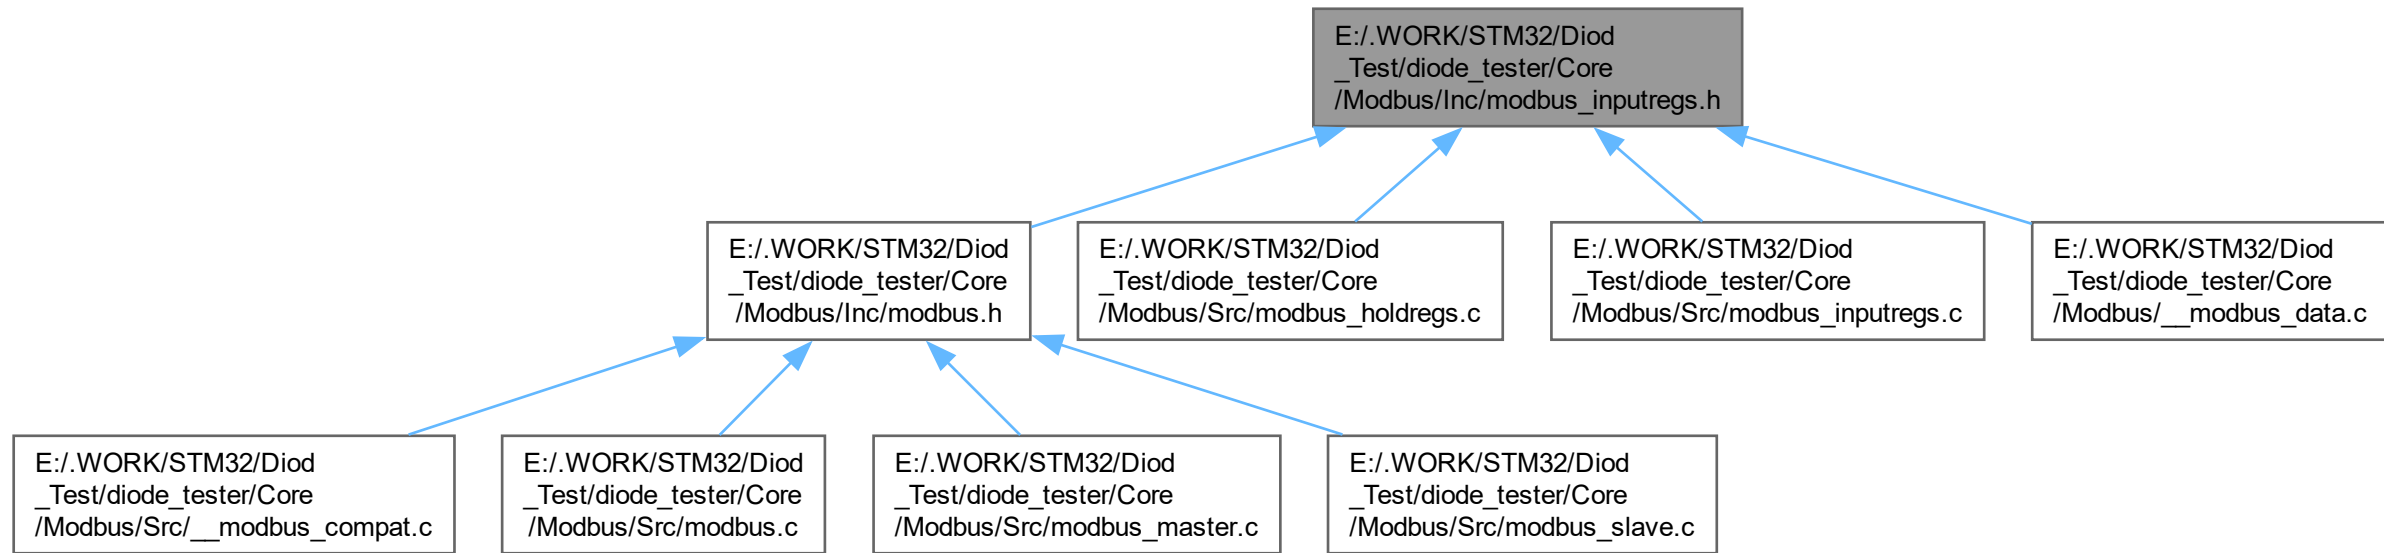 E:/.WORK/STM32/Diod
_Test/diode_tester/Core
/Modbus/Inc/modbus_inputregs.h
E:/.WORK/STM32/Diod
_Test/diode_tester/Core
/Modbus/Inc/modbus.h
E:/.WORK/STM32/Diod
_Test/diode_tester/Core
/Modbus/Src/modbus_holdregs.c
E:/.WORK/STM32/Diod
_Test/diode_tester/Core
/Modbus/Src/modbus_inputregs.c
E:/.WORK/STM32/Diod
_Test/diode_tester/Core
/Modbus/__modbus_data.c
E:/.WORK/STM32/Diod
_Test/diode_tester/Core
/Modbus/Src/__modbus_compat.c
E:/.WORK/STM32/Diod
_Test/diode_tester/Core
/Modbus/Src/modbus.c
E:/.WORK/STM32/Diod
_Test/diode_tester/Core
/Modbus/Src/modbus_master.c
E:/.WORK/STM32/Diod
_Test/diode_tester/Core
/Modbus/Src/modbus_slave.c